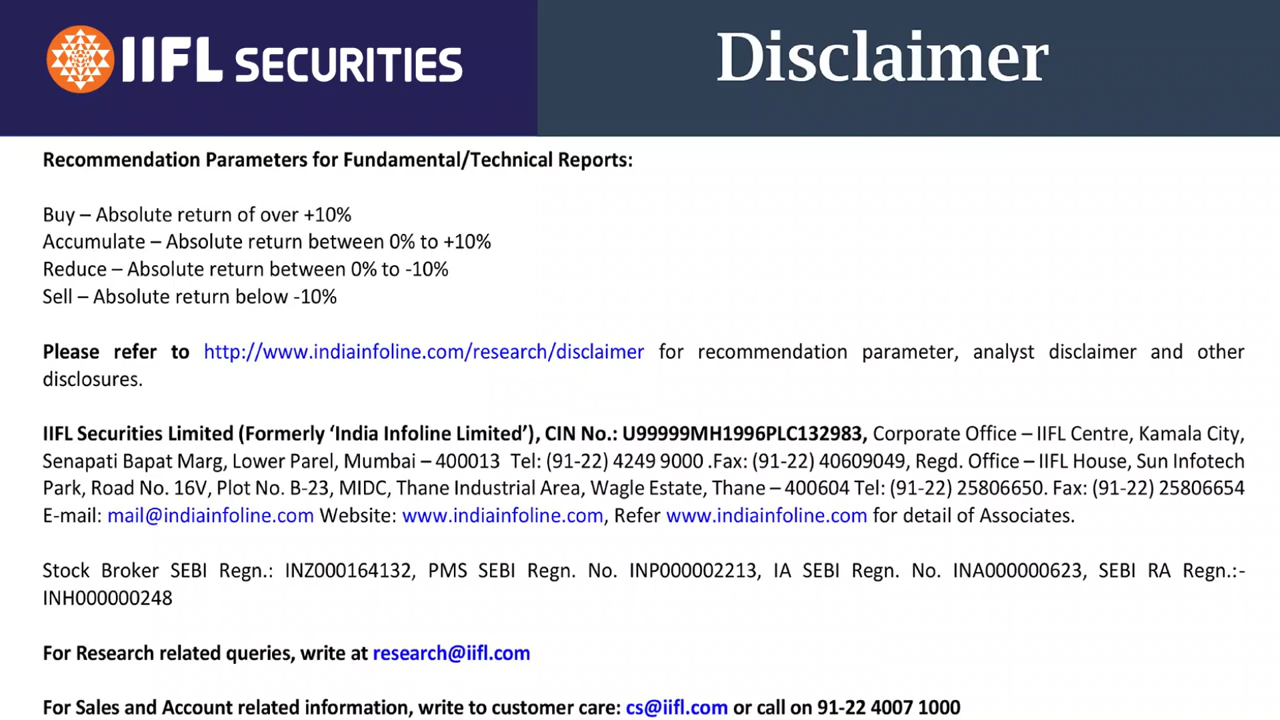 IIFL SECURITIES
Disclaimer
Recommendation Parameters for Fundamental/Technical Reports:
Buy – Absolute return of over +10%
Accumulate – Absolute return between 0% to +10%
Reduce – Absolute return between 0% to -10%
Sell – Absolute return below -10%
Please refer to http://www.indiainfoline.com/research/disclaimer for recommendation parameter, analyst disclaimer and other
disclosures.
IIFL Securities Limited (Formerly ‘India Infoline Limited’), CIN No.: U99999MH1996PLC132983, Corporate Office – IIFL Centre, Kamala City,
Senapati Bapat Marg, Lower Parel, Mumbai – 400013 Tel: (91-22) 4249 9000 .Fax: (91-22) 40609049, Regd. Office – IIFL House, Sun Infotech
Park, Road No. 16V, Plot No. B-23, MIDC, Thane Industrial Area, Wagle Estate, Thane – 400604 Tel: (91-22) 25806650. Fax: (91-22) 25806654
E-mail: mail@indiainfoline.com Website: www.indiainfoline.com, Refer www.indiainfoline.com for detail of Associates.
Stock Broker SEBI Regn.: INZ000164132, PMS SEBI Regn. No. INP000002213, IA SEBI Regn. No. INA000000623, SEBI RA Regn.:-
INH000000248
For Research related queries, write at research@iifl.com
For Sales and Account related information, write to customer care: cs@iifl.com or call on 91-22 4007 1000